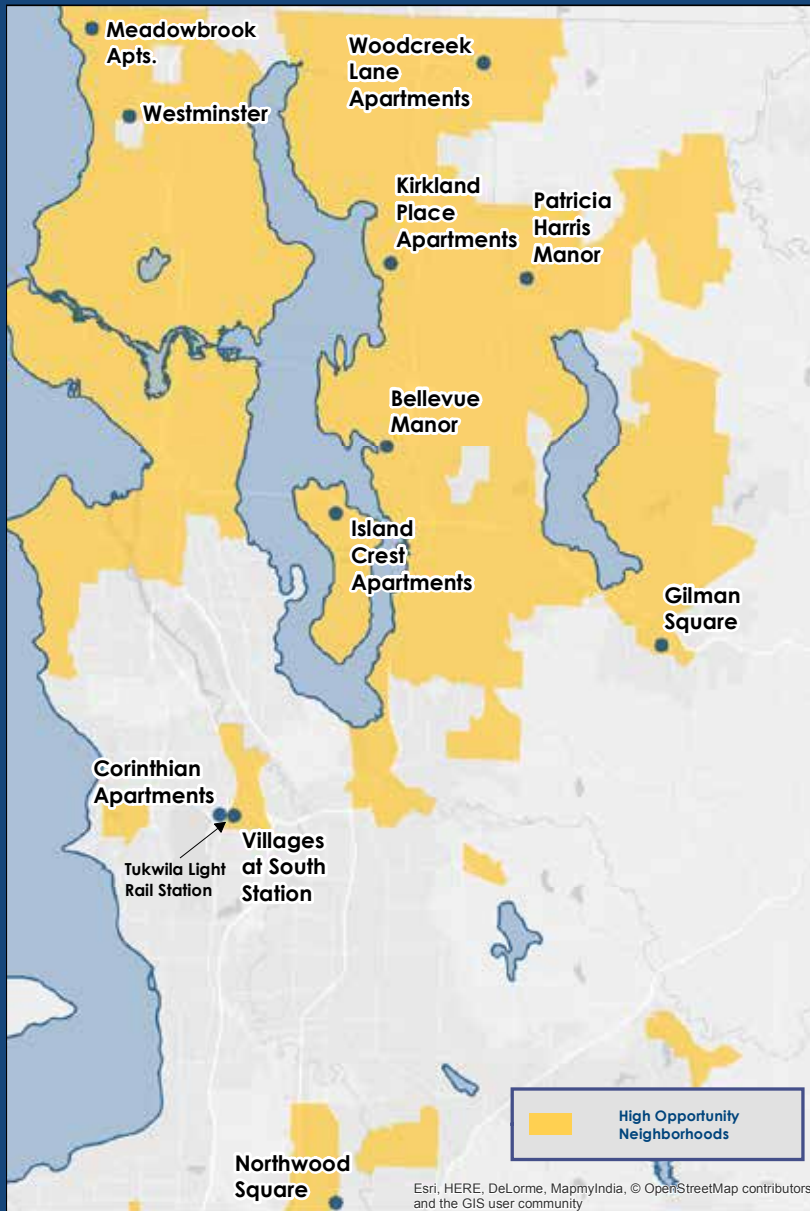 Meadowbrook
Apts.
Woodcreek
Lane
Apartments
Westminster
Kirkland
Place
Apartments
Patricia
Harris
Manor
Bellevue
Manor
Island
Crest
Apartments
Gilman
Square
Corinthian
Apartments
Tukwila Light
Rail Station
Villages
at South
Station
High Opportunity
Neighborhoods
Northwood
Square
Esri, HERE, DeLorme, MapmyIndia, © OpenStreetMap contributors
and the GIS user community